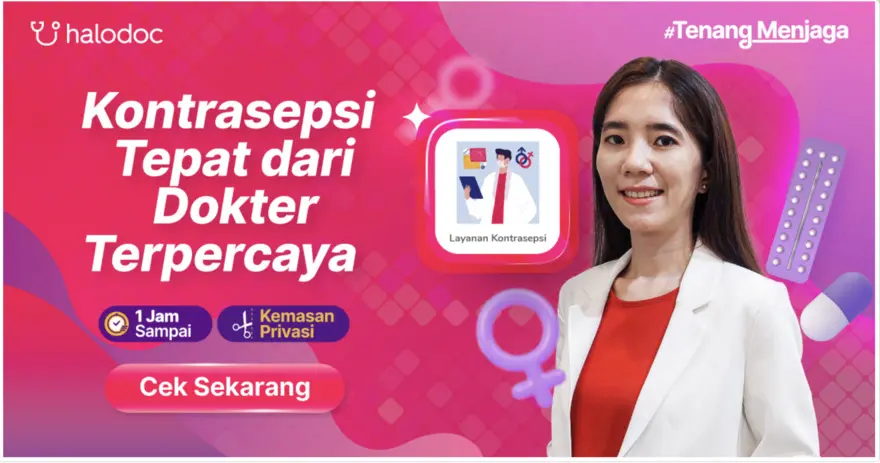 halodoc
#Tenang Menjaga
Kontrasepsi
Tepat dari
Dokter
Terpercaya
Layanan Kontrasepsi
1 Jam
Sampai
Kemasan
Privasi
Cek Sekarang